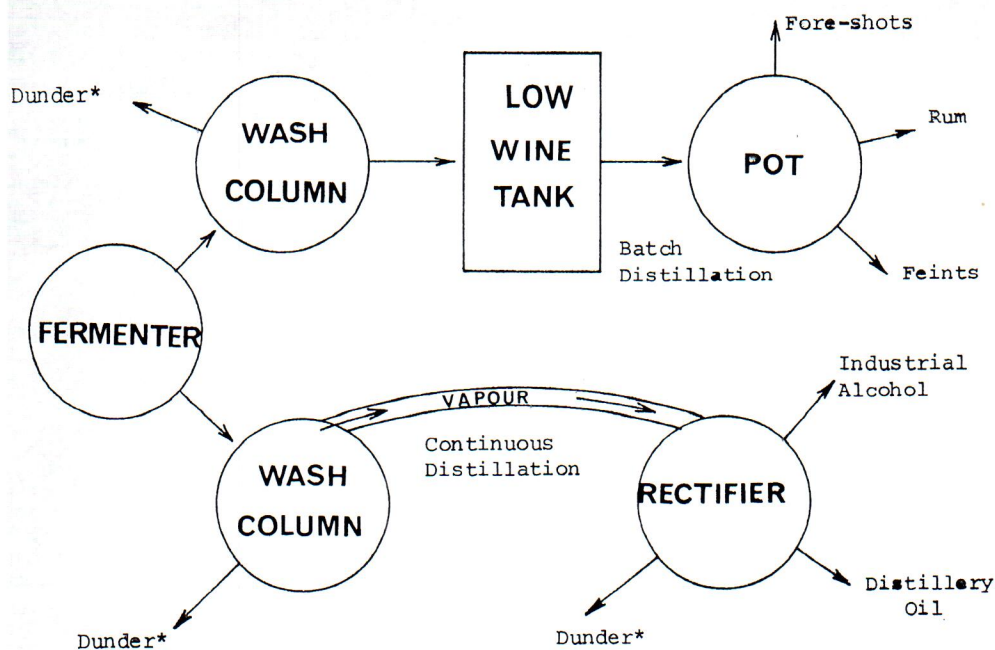 Fore-shots
Dunder*
WASH
COLUMN
LOW
WINE
TANK
POT
Rum
Batch
Distillation
Feints
FERMENTER
Industrial
Alcohol
VAPOUR
Continuous
Distillation
WASH
COLUMN
RECTIFIER
Distillery
Oil
Dunder*
Dunder*